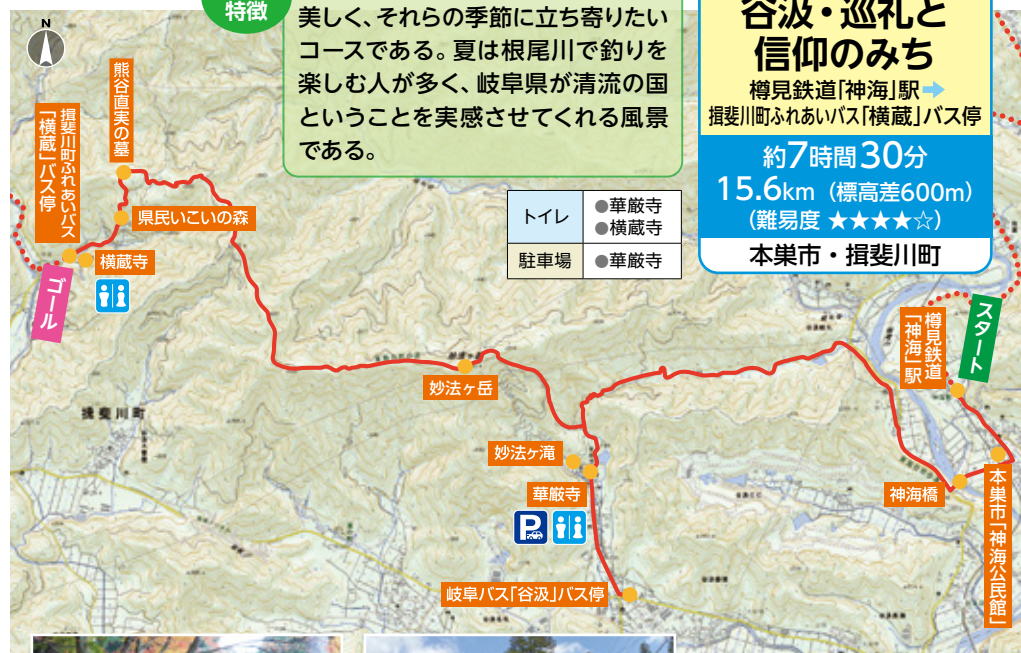 特徴
美しく、それらの季節に立ち寄りたい
コースである。夏は根尾川で釣りを
楽しむ人が多く、岐阜県が清流の国
ということを実感させてくれる風景
である。
谷汲・巡礼と
信仰のみち
樽見鉄道「神海」駅➡
揖斐川町ふれあいバス「横蔵」バス停
約7時間30分
15.6km（標高差600m）
（難易度 ★★★★☆）
本巣市・揖斐川町
トイレ
●華厳寺
●横蔵寺
駐車場
●華厳寺
N
熊谷直実の墓
揖斐川町ふれあいバス
「横蔵」バス停
県民いこいの森
横蔵寺
ゴール
妙法ヶ岳
揖斐川町
妙法ヶ滝
華厳寺
P
岐阜バス「谷汲」バス停
スタート
樽見鉄道
「神海」駅
神海橋
本巣市「神海公民館」